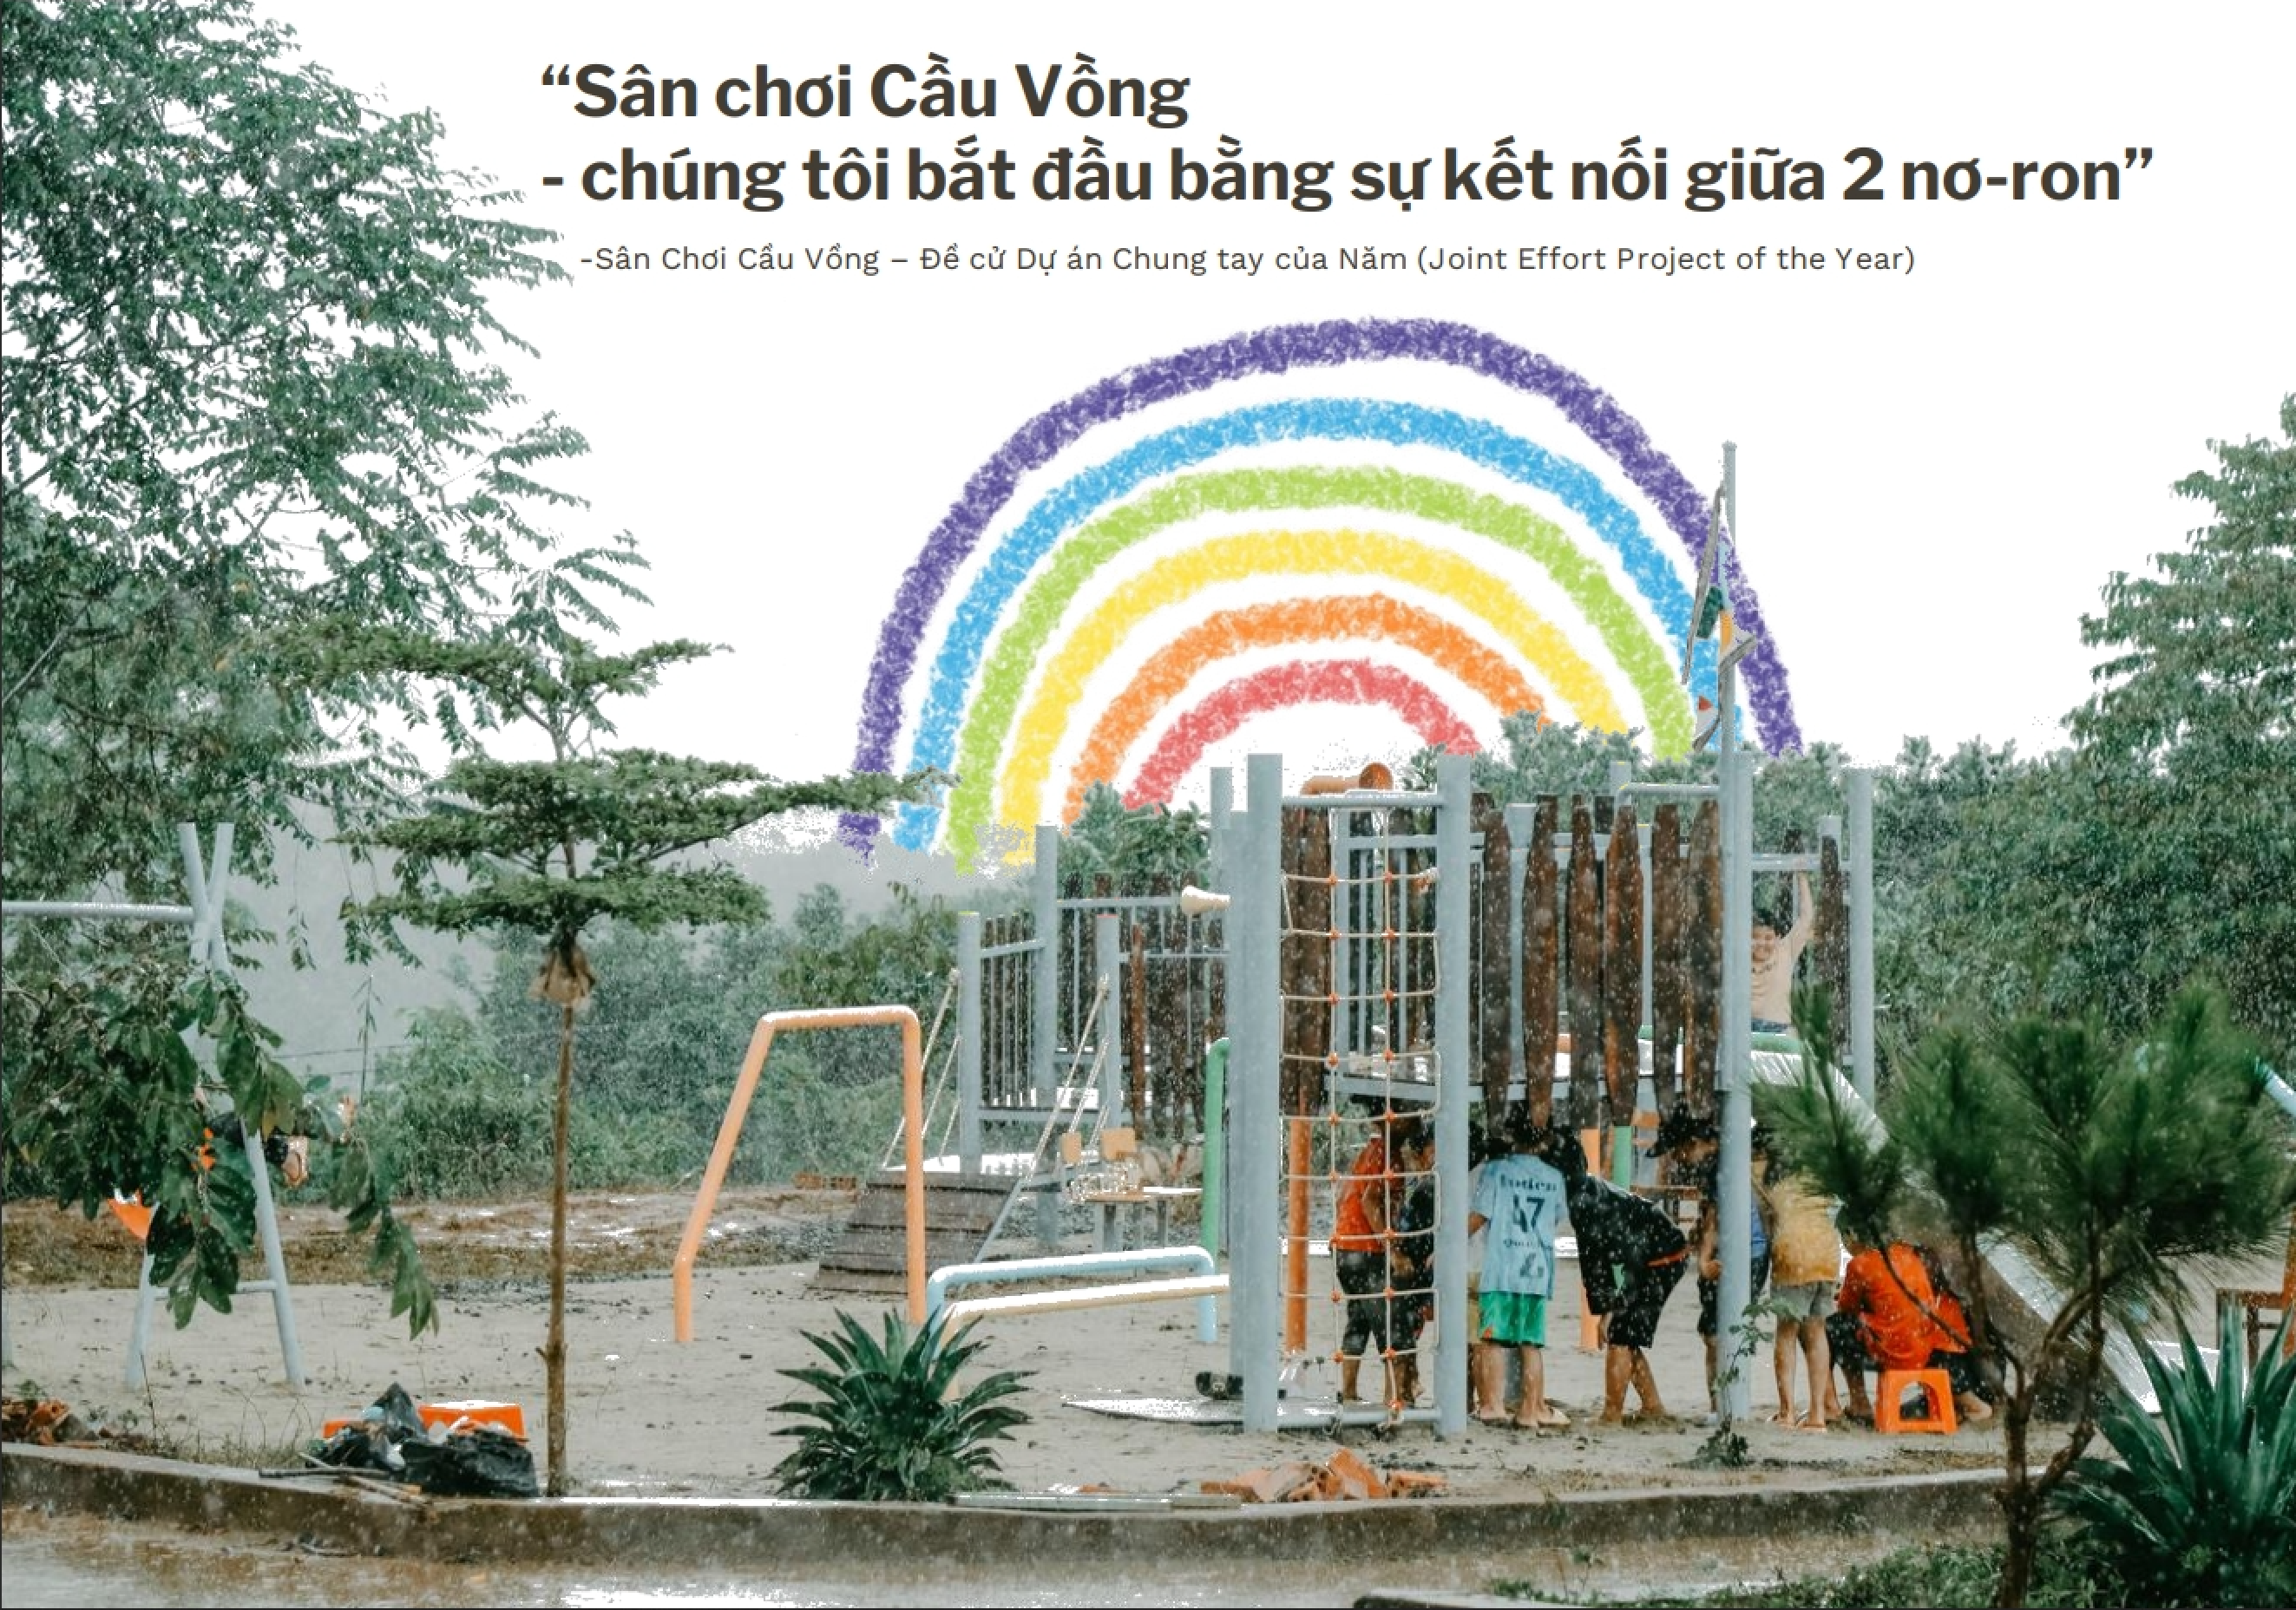 “Sân chơi Cầu Vồng
- chúng tôi bắt đầu bằng sự kết nối giữa 2 nơ-ron”
-Sân Chơi Cầu Vồng – Đề cử Dự án Chung tay của Năm (Joint Effort Project of the Year)
17